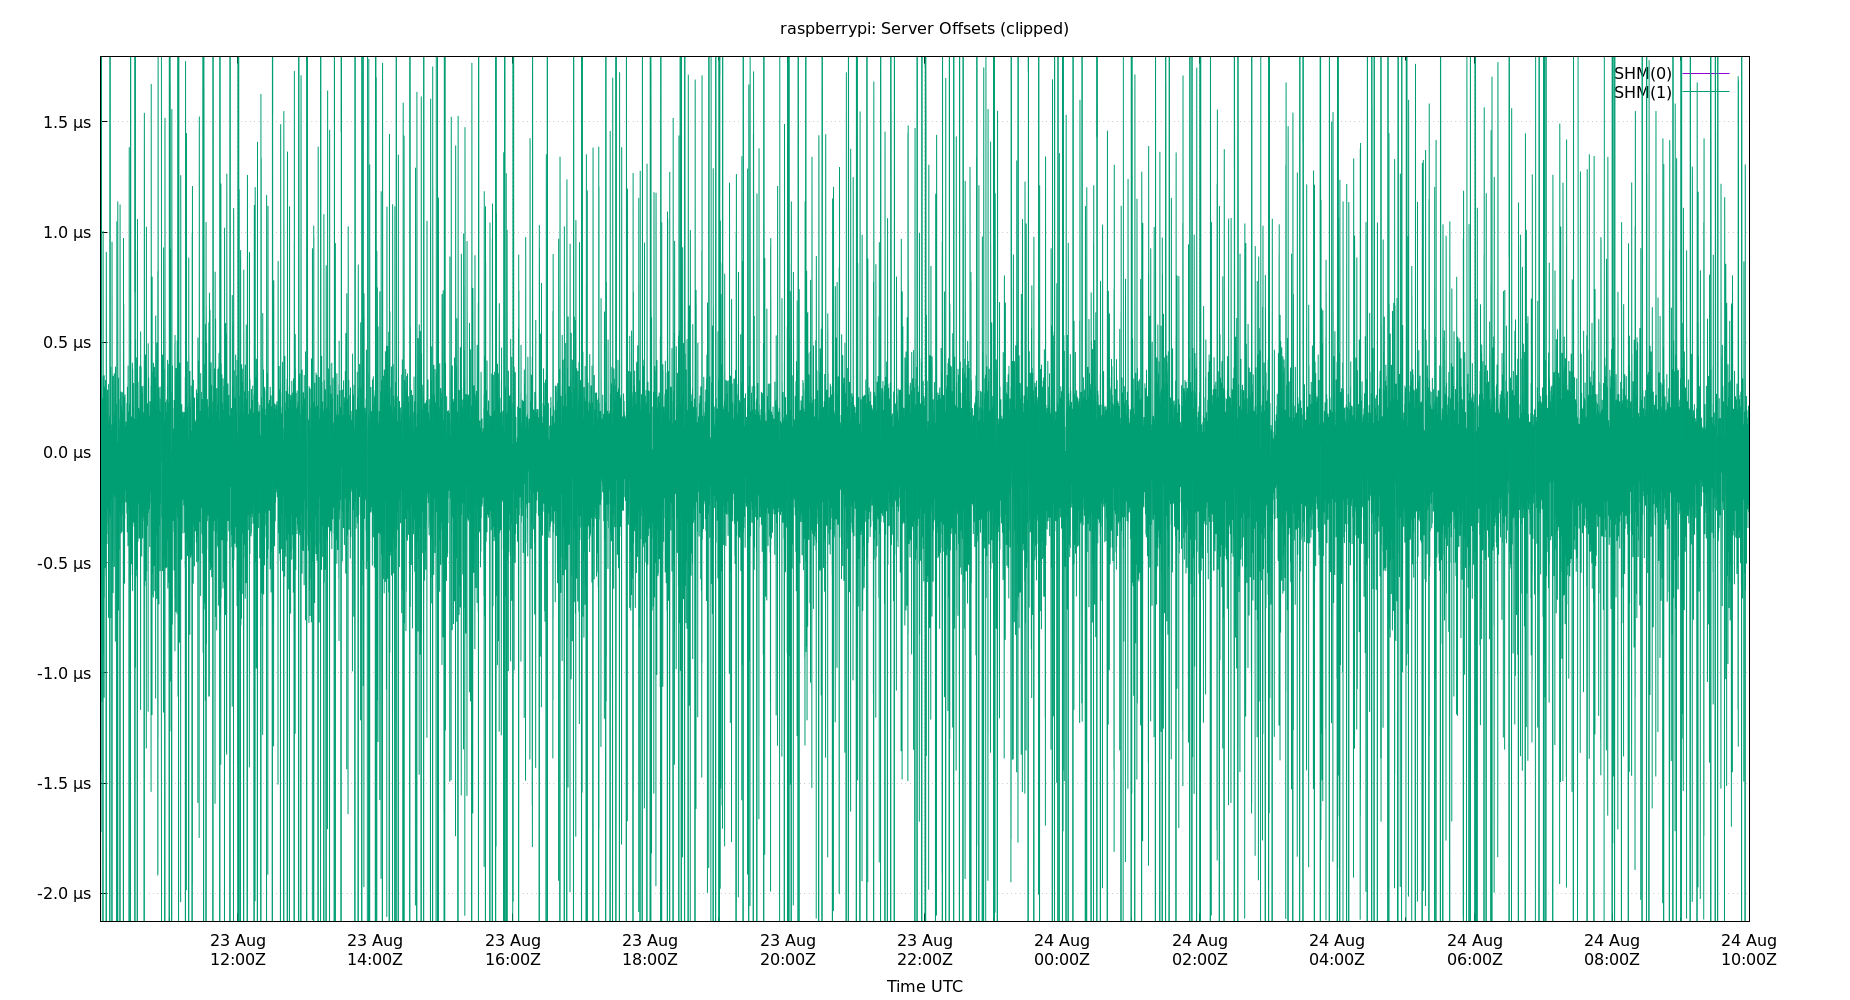 raspberrypi: Server Offsets (clipped)
SHM(0)
SHM(1)
1.5 µs
1.0 µs
0.5 µs
0.0 µs
-0.5 µs
-1.0 µs
-1.5 µs
-2.0 µs
23 Aug 23 Aug 23 Aug 23 Aug 23 Aug 23 Aug 24 Aug 24 Aug 24 Aug 24 Aug 24 Aug 24 Aug
12:00Z 14:00Z 16:00Z 18:00Z 20:00Z 22:00Z 00:00Z 02:00Z 04:00Z 06:00Z 08:00Z 10:00Z
Time UTC